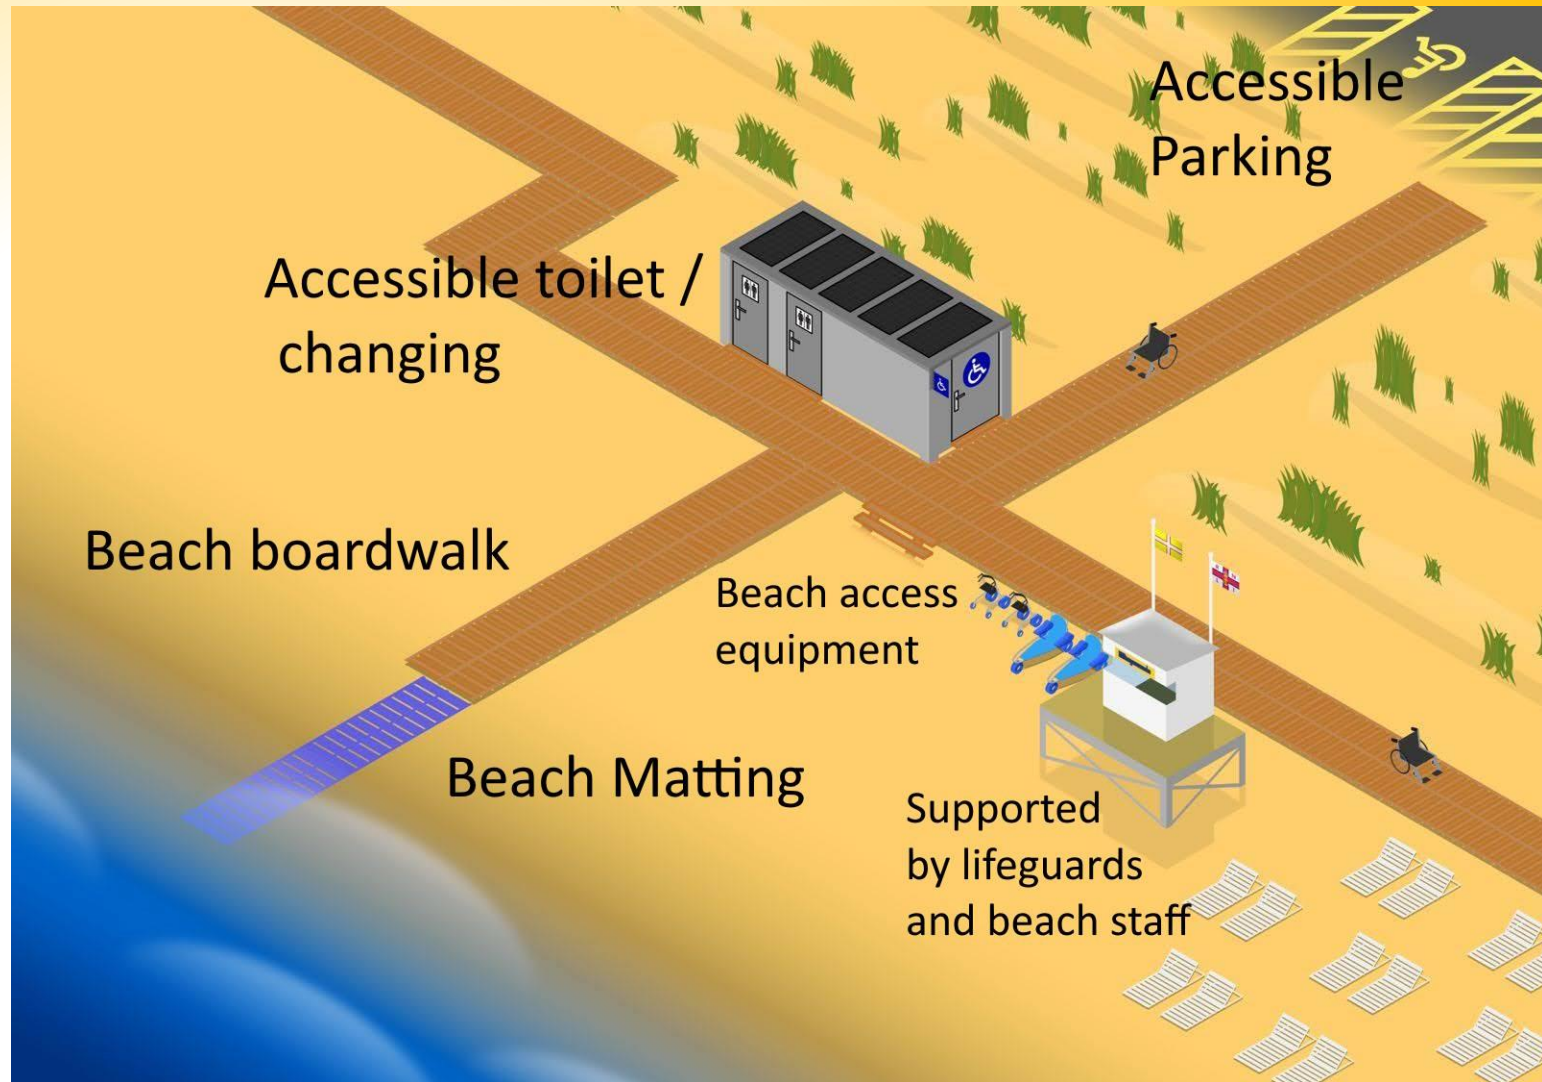 Accessible
Parking
Accessible toilet /
changing
Beach boardwalk
Beach access
equipment
Beach Matting
Supported
by lifeguards
and beach staff